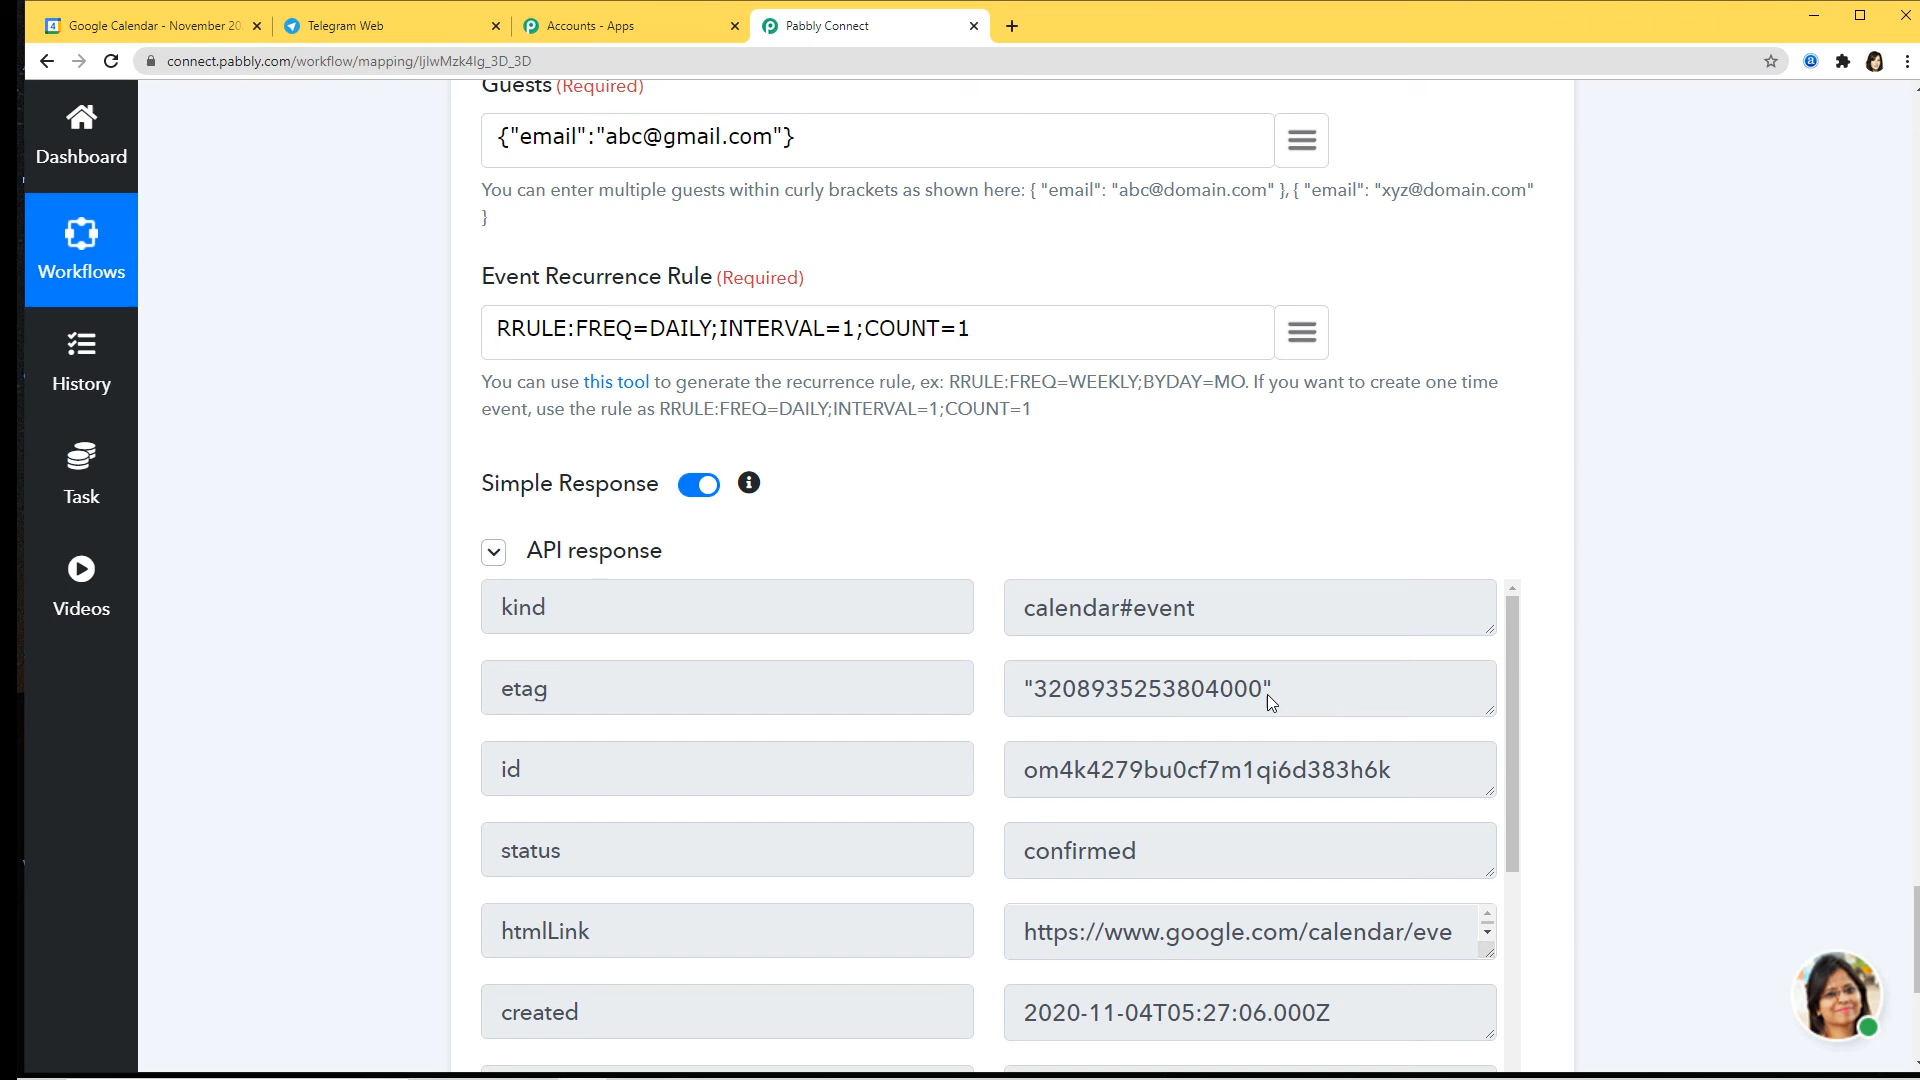 Google Calendar - November 20
Telegram Web
Accounts - Apps
Pabbly Connect
connect.pabbly.com/workflow/mapping/IjIwMzk4Ig_3D_3D
Dashboard
Workflows
History
Task
Videos
Guests (Required)
{"email":"abc@gmail.com"}
You can enter multiple guests within curly brackets as shown here: { "email": "abc@domain.com" },{ "email": "xyz@domain.com"
}
Event Recurrence Rule (Required)
RRULE:FREQ=DAILY;INTERVAL=1;COUNT=1
You can use this tool to generate the recurrence rule, ex: RRULE:FREQ=WEEKLY;BYDAY=MO. If you want to create one time
event, use the rule as RRULE:FREQ=DAILY;INTERVAL=1;COUNT=1
Simple Response
API response
kind
calendar#event
etag
"3208935253804000"
id
om4k4279bu0cf7m1qi6d383h6k
status
confirmed
htmlLink
https://www.google.com/calendar/eve
created
2020-11-04T05:27:06.000Z